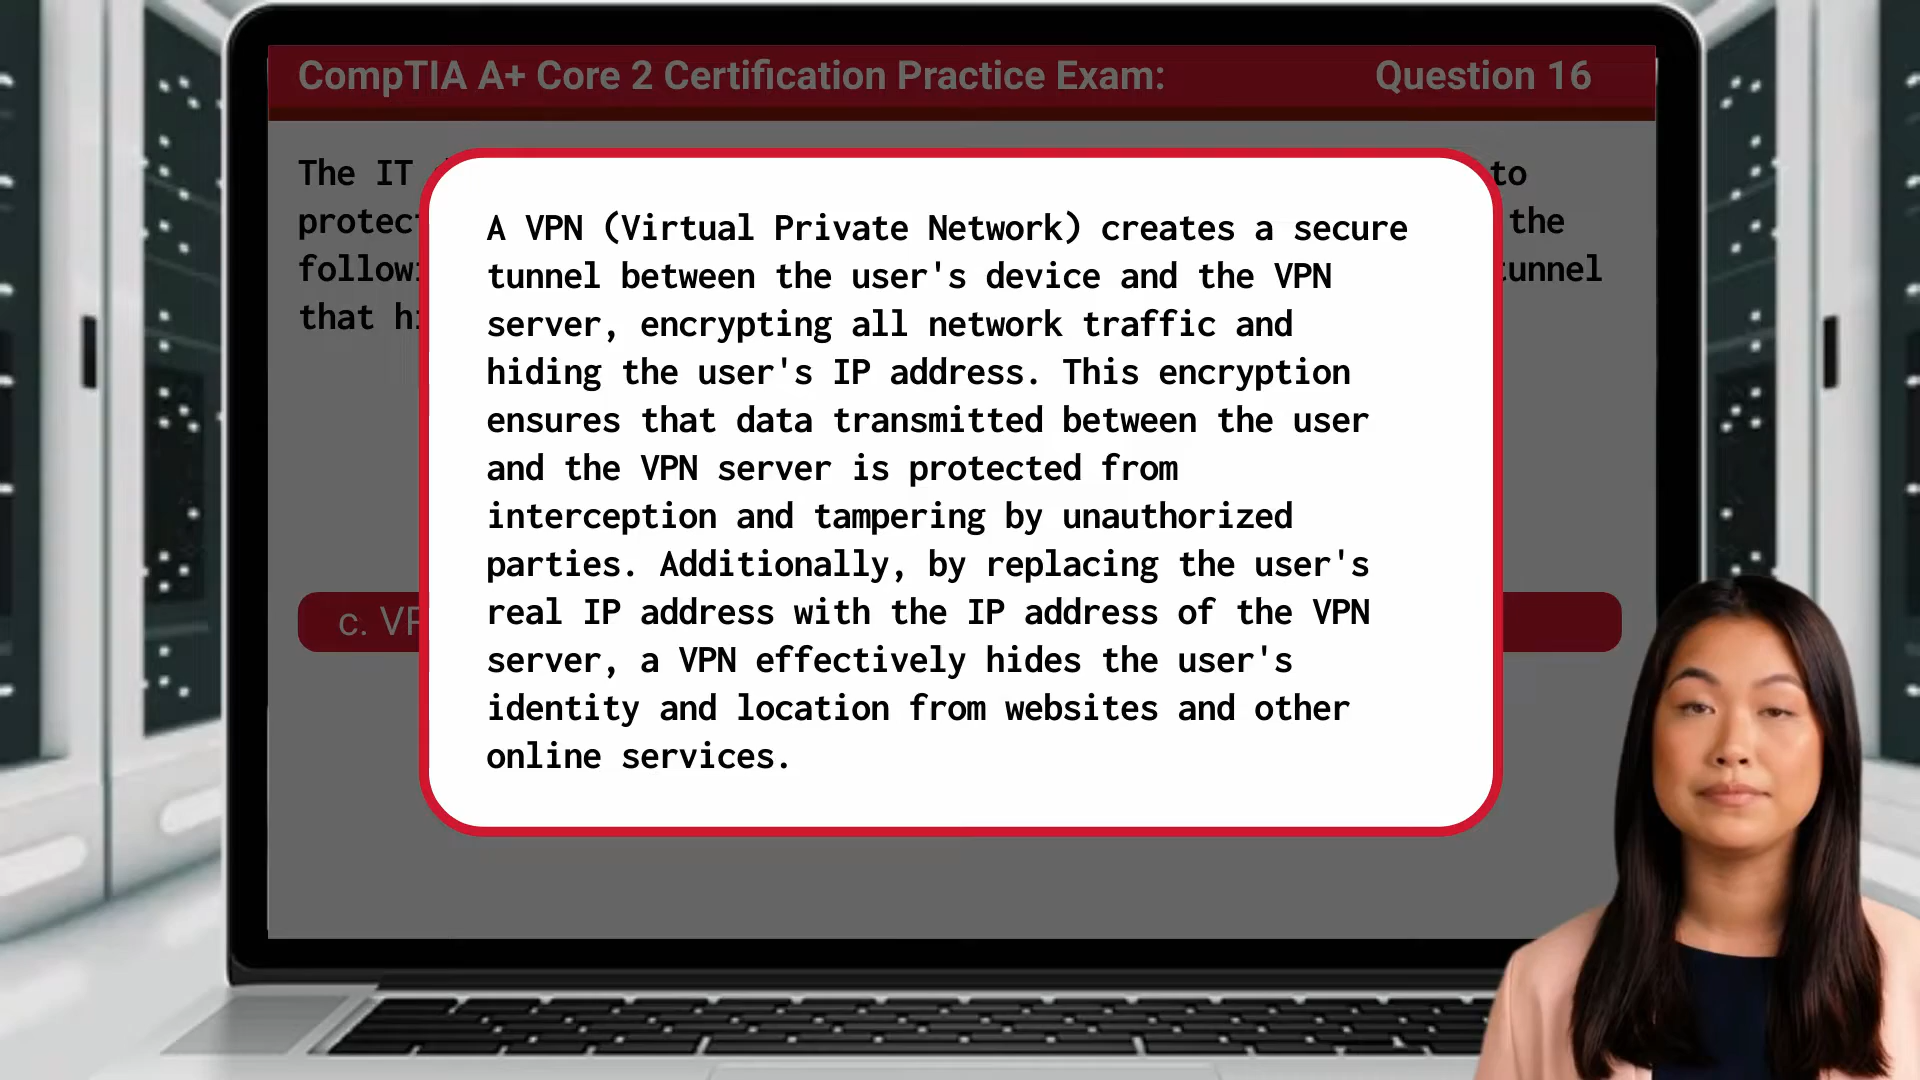 CompTIA A+ Core 2 Certification Practice Exam: Question 16
The IT to
the
tunnel
that
A VPN (Virtual Private Network) creates a secure
tunnel between the user's device and the VPN
server, encrypting all network traffic and
hiding the user's IP address. This encryption
ensures that data transmitted between the user
and the VPN server is protected from
interception and tampering by unauthorized
parties. Additionally, by replacing the user's
real IP address with the IP address of the VPN
server, a VPN effectively hides the user's
identity and location from websites and other
online services.
c.